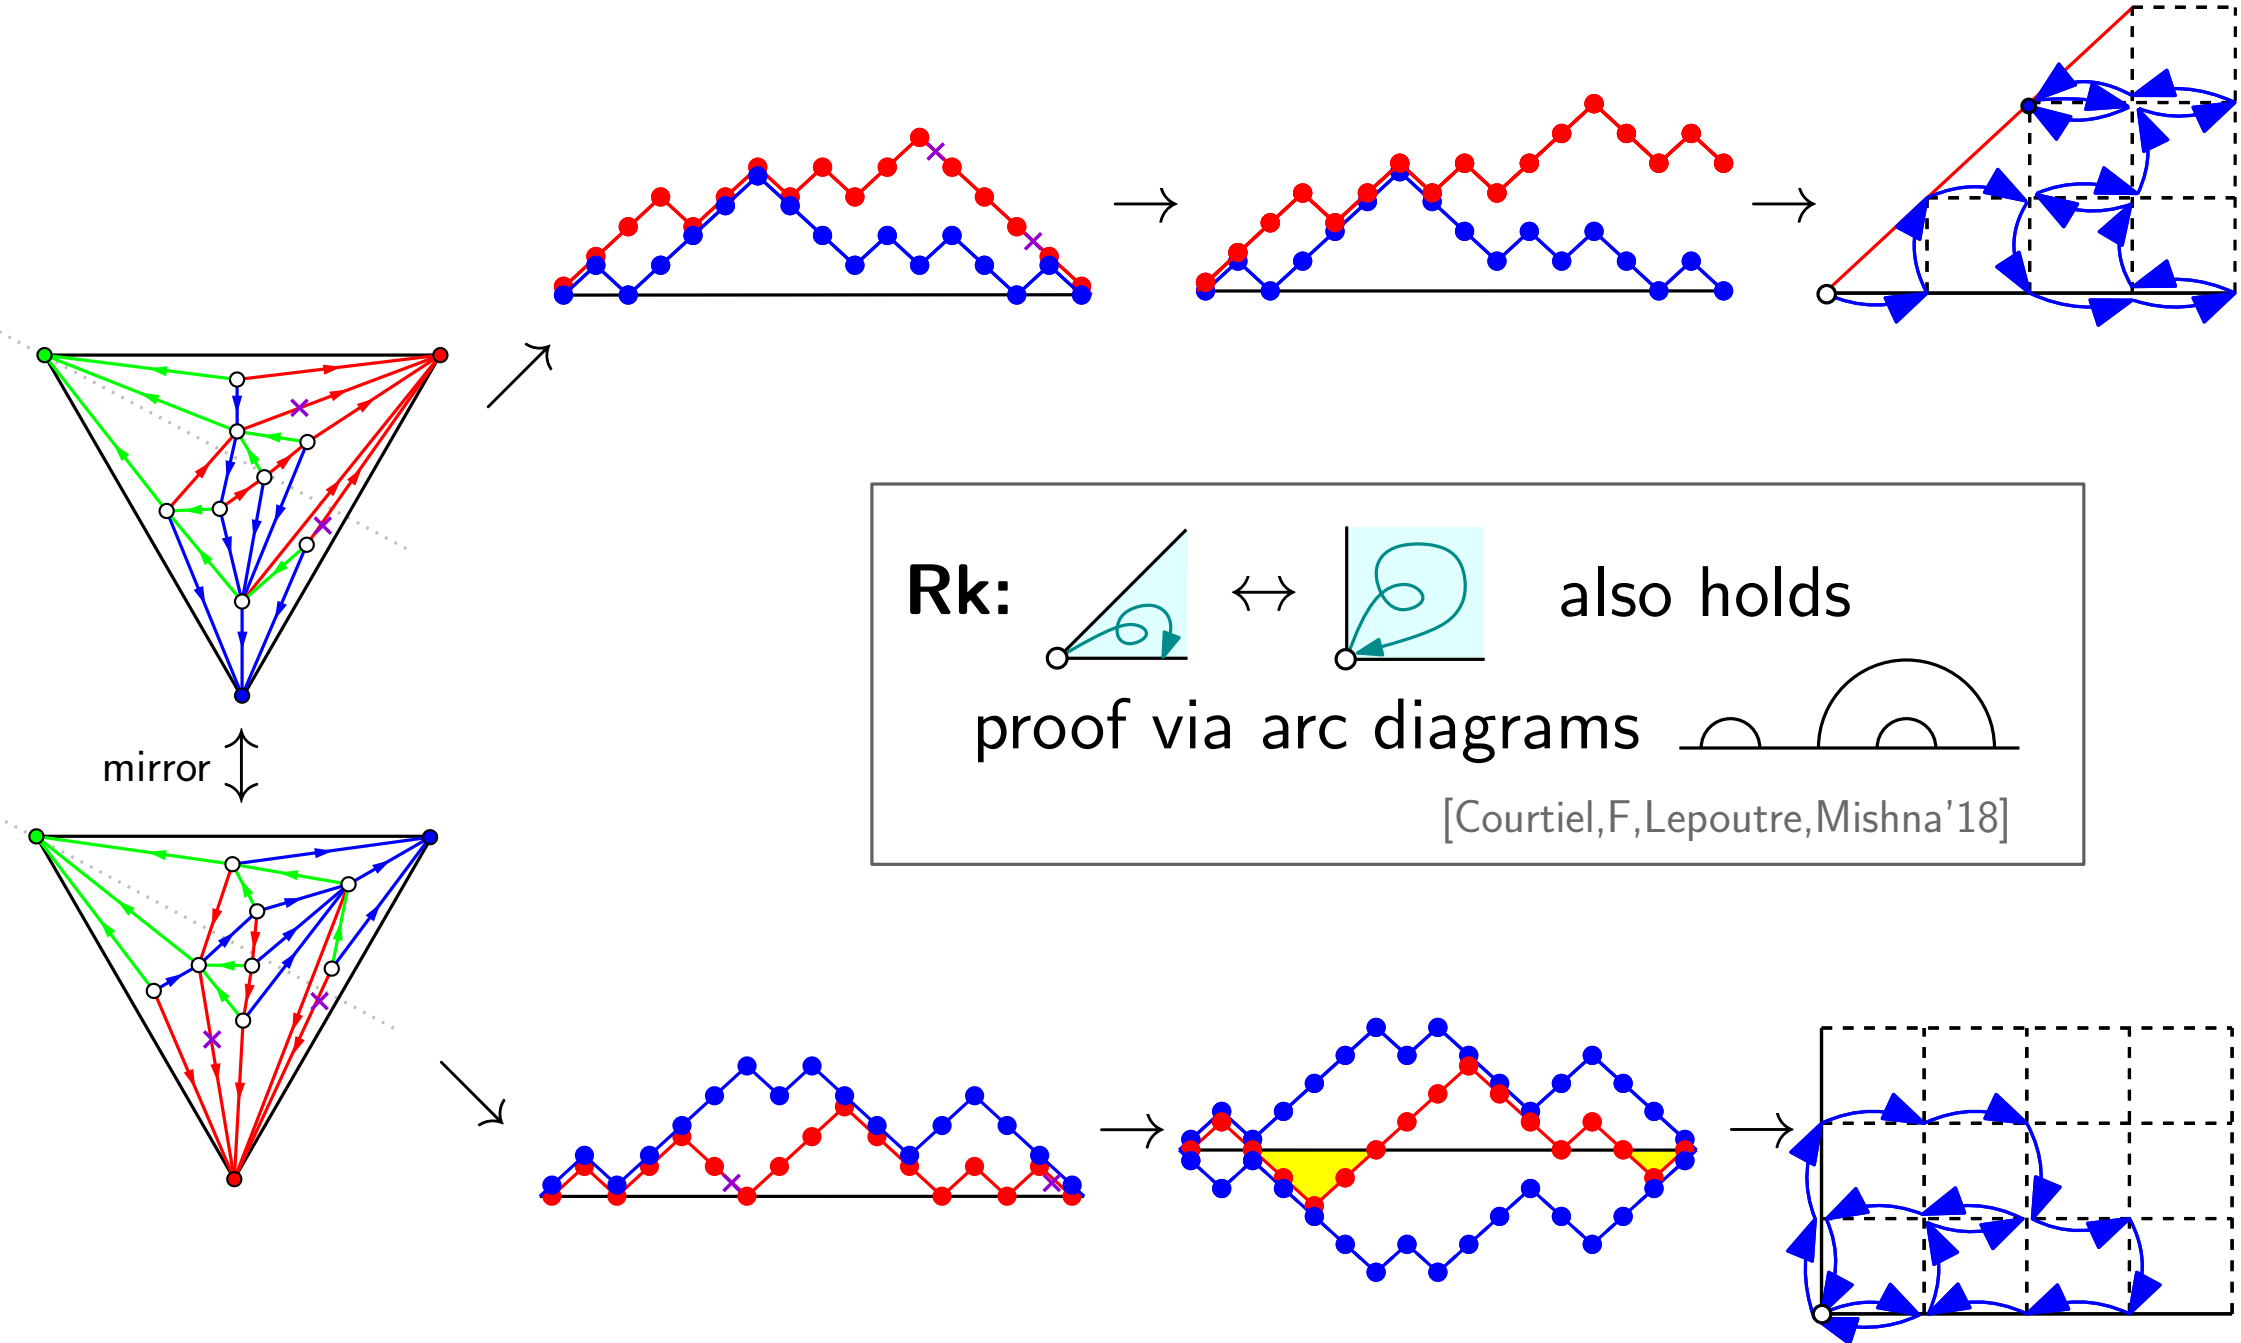 Rk: also holds
proof via arc diagrams
mirror
[Courtiel,F,Lepoutre,Mishna'18]